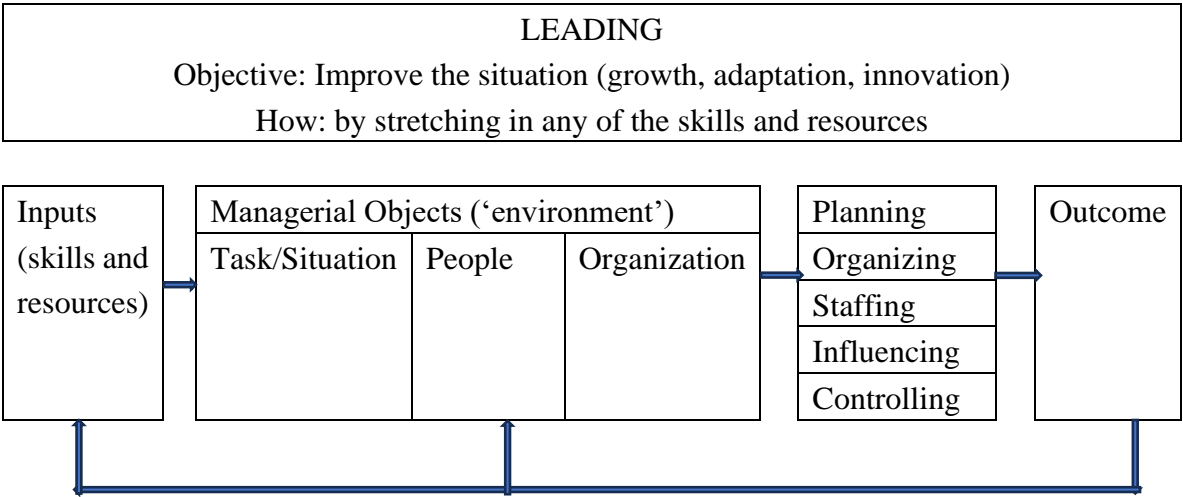 LEADING
Objective: Improve the situation (growth, adaptation, innovation)
How: by stretching in any of the skills and resources
Inputs
(skills and
resources)
Managerial Objects (‘environment’)
Task/Situation
People
Organization
Planning
Organizing
Staffing
Influencing
Controlling
Outcome